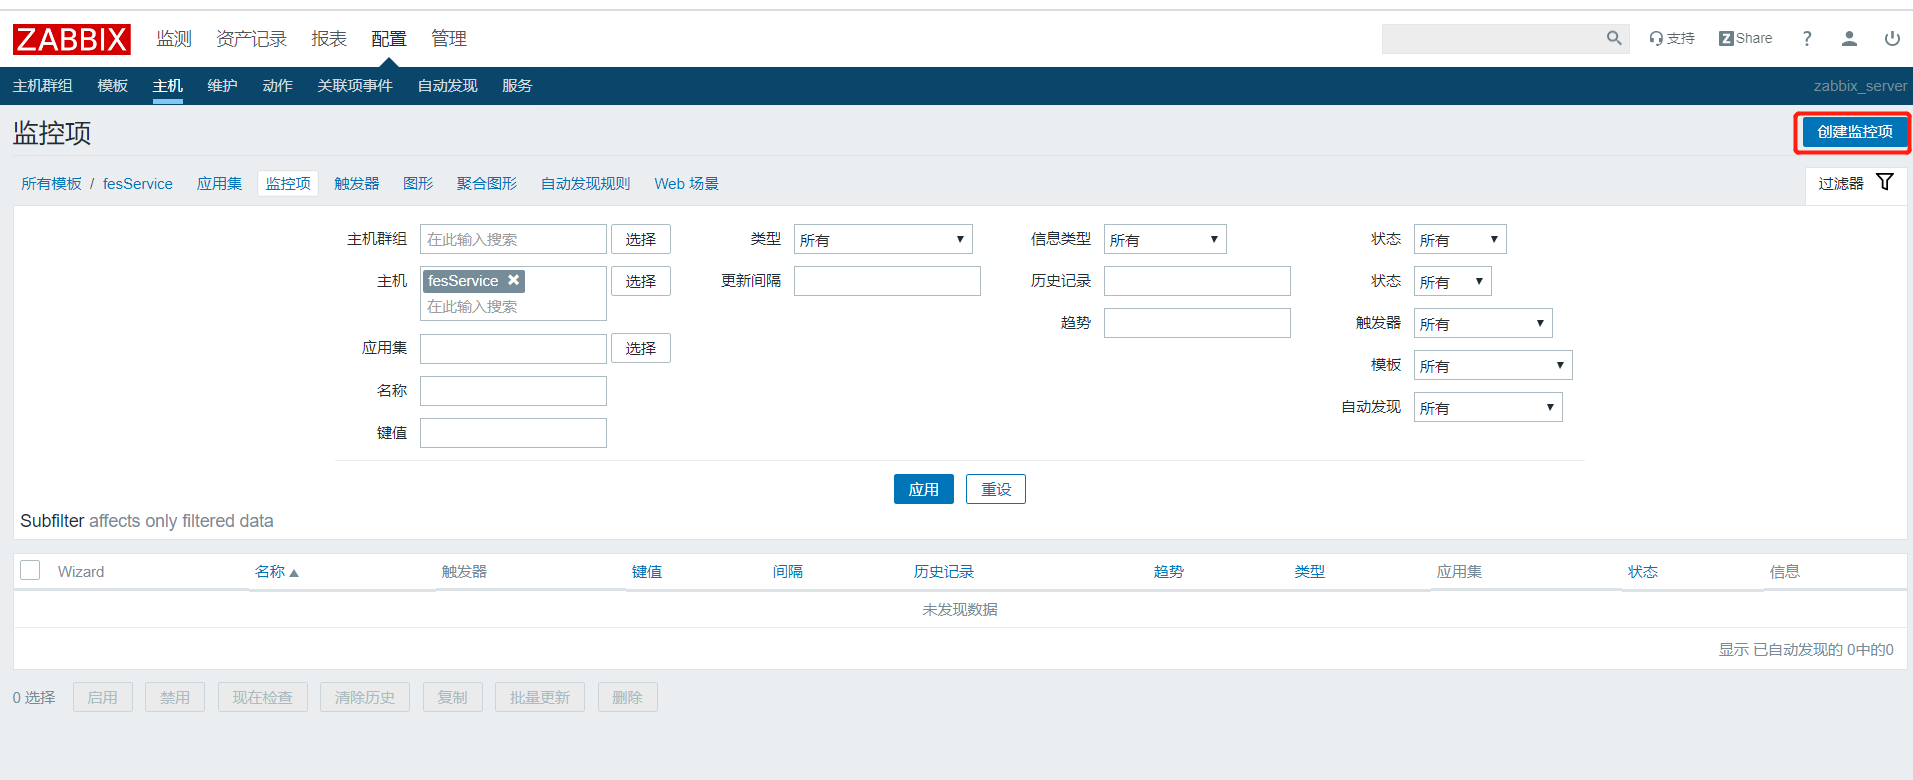 ZABBIX 监测 资产记录 报表 配置 管理 支持 Z Share ?
主机群组 模板 主机 维护 动作 关联项事件 自动发现 服务 zabbix_server
监控项 创建监控项
所有模板 / fesService 应用集 监控项 触发器 图形 聚合图形 自动发现规则 Web 场景 过滤器
主机群组 在此输入搜索 选择 类型 所有 信息类型 所有 状态 所有
主机 fesService 选择 更新间隔 历史记录 状态 所有
在此输入搜索
趋势 触发器 所有
应用集 选择
模板 所有
名称
自动发现 所有
键值
应用 重设
Subfilter affects only filtered data
Wizard 名称 触发器 键值 间隔 历史记录 趋势 类型 应用集 状态 信息
未发现数据
显示 已自动发现的 0中的0
0 选择 启用 禁用 现在检查 清除历史 复制 批量更新 删除